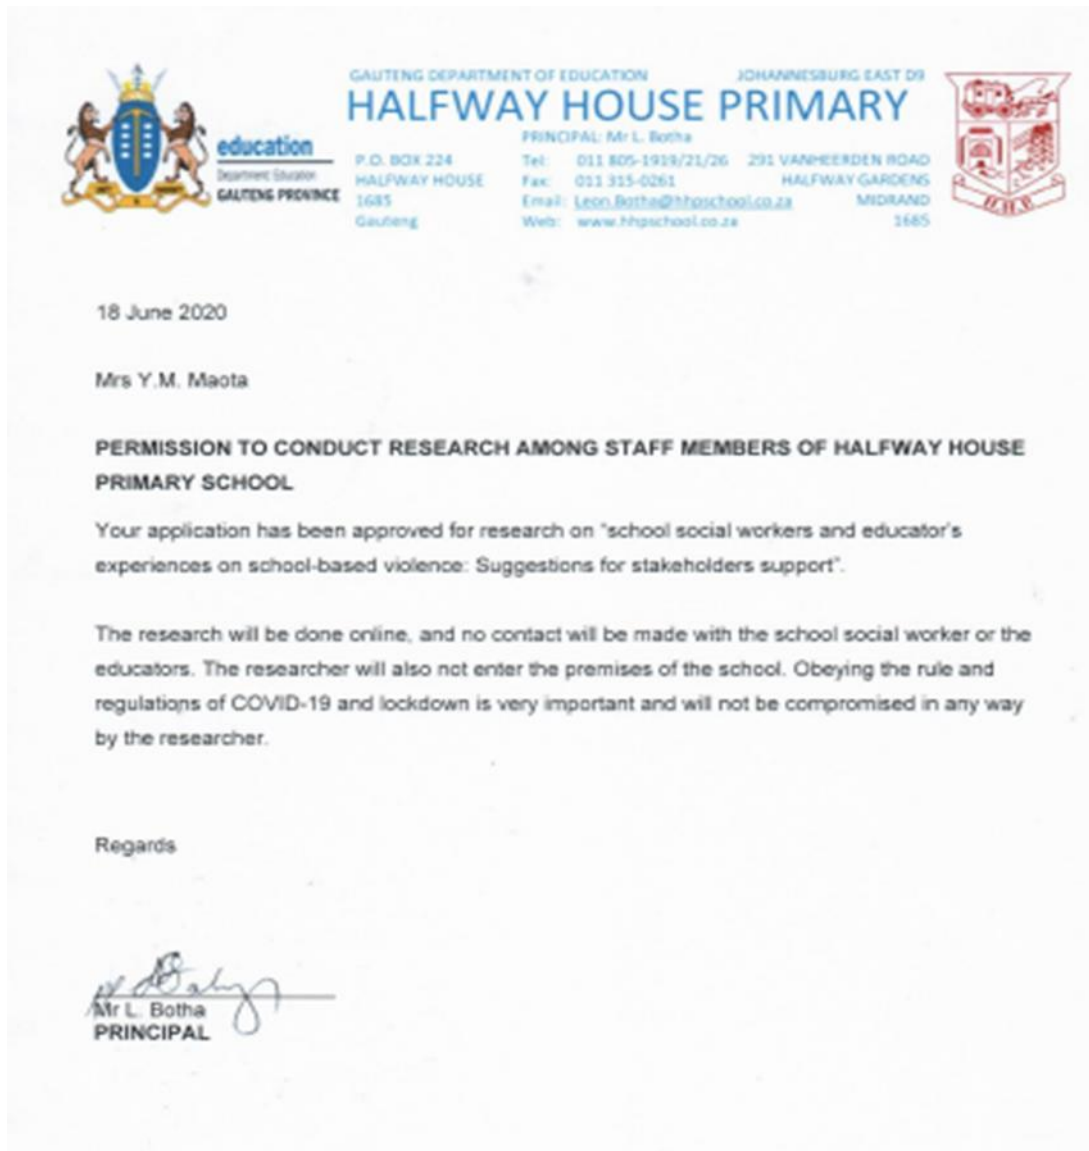 GAUTENG DEPARTMENT OF EDUCATION JOHANNESBURG EAST D9
HALFWAY HOUSE PRIMARY
PRINCIPAL: Mr L. Botha
education
Department: Education
GAUTENG PROVINCE
P.O. BOX 224 Tel: 011 805-1919/21/26 291 VANHEERDEN ROAD
HALFWAY HOUSE Fax: 011 315-0261 HALFWAY GARDENS
1685 Email: Leon.Botha@hhpschool.co.za MIDRAND
Gauteng Web: www.hhpschool.co.za 1685
H.H.P
18 June 2020
Mrs Y.M. Maota
PERMISSION TO CONDUCT RESEARCH AMONG STAFF MEMBERS OF HALFWAY HOUSE
PRIMARY SCHOOL
Your application has been approved for research on "school social workers and educator's
experiences on school-based violence: Suggestions for stakeholders support".
The research will be done online, and no contact will be made with the school social worker or the
educators. The researcher will also not enter the premises of the school. Obeying the rule and
regulations of COVID-19 and lockdown is very important and will not be compromised in any way
by the researcher.
Regards
Mr L. Botha
PRINCIPAL